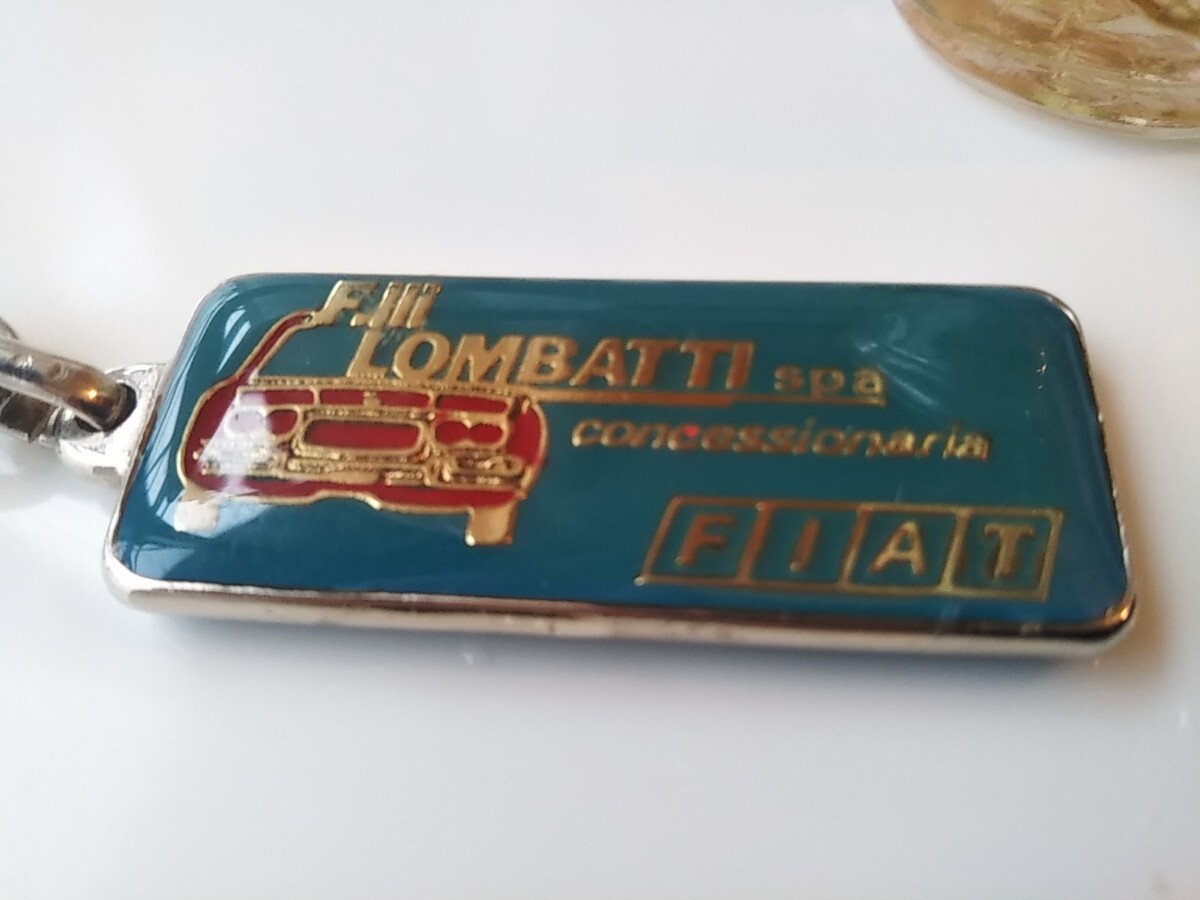 F.lli
LOMBATTI spa
concessionaria
FIAT